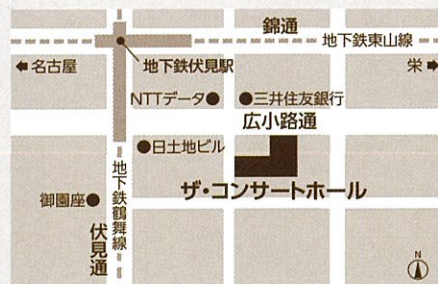 錦通
地下鉄東山線
名古屋
地下鉄伏見駅
栄
NTTデータ
三井住友銀行
広小路通
日土地ビル
ザ・コンサートホール
地下鉄鶴舞線
御園座
伏見通
N